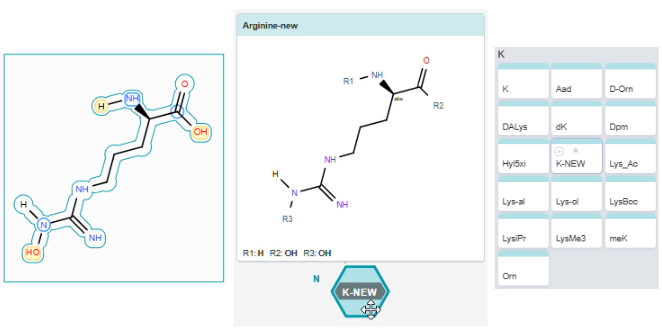 O
NH
H
OH
NH
H
N
NH
HO
Arginine-new
O
R1
NH
abs
R2
NH
H
N
NH
R3
R1: H R2: OH R3: OH
N
K-NEW
K
K Aad D-Orn
DALys dK Dpm
Hyl5xi K-NEW Lys_Ac
Lys-al Lys-ol LysBoc
LysiPr LysMe3 meK
Orn